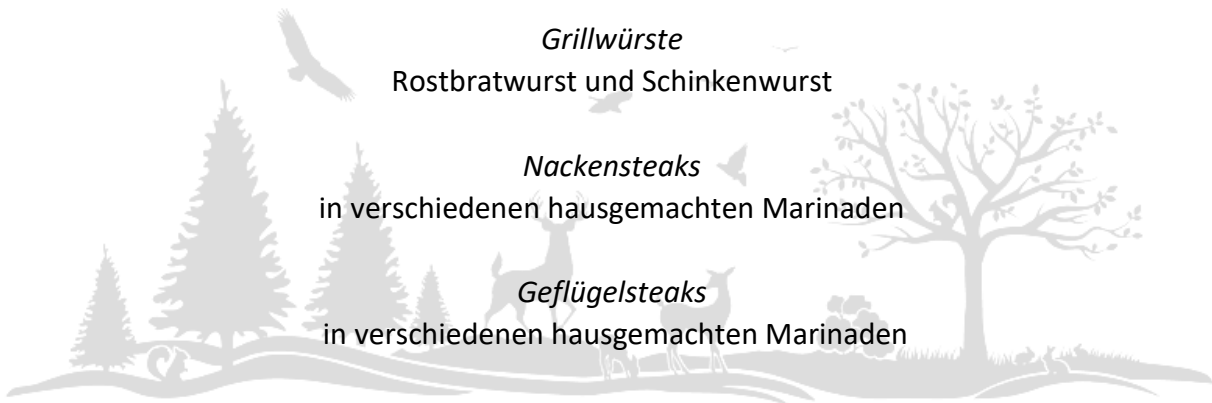 Grillwürste
Rostbratwurst und Schinkenwurst
Nackensteaks
in verschiedenen hausgemachten Marinaden
Geflügelsteaks
in verschiedenen hausgemachten Marinaden